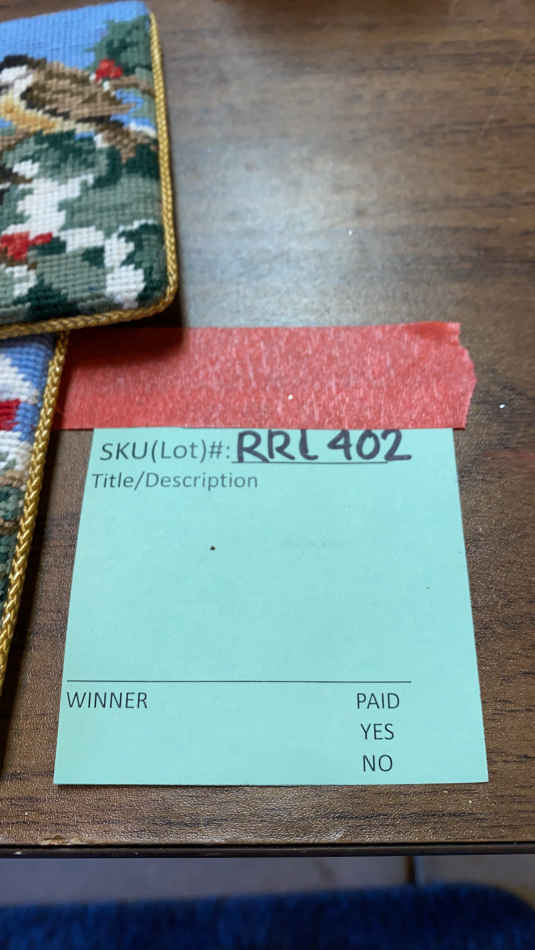 SKU(Lot)#: RRL 402
Title/Description
WINNER PAID
YES
NO